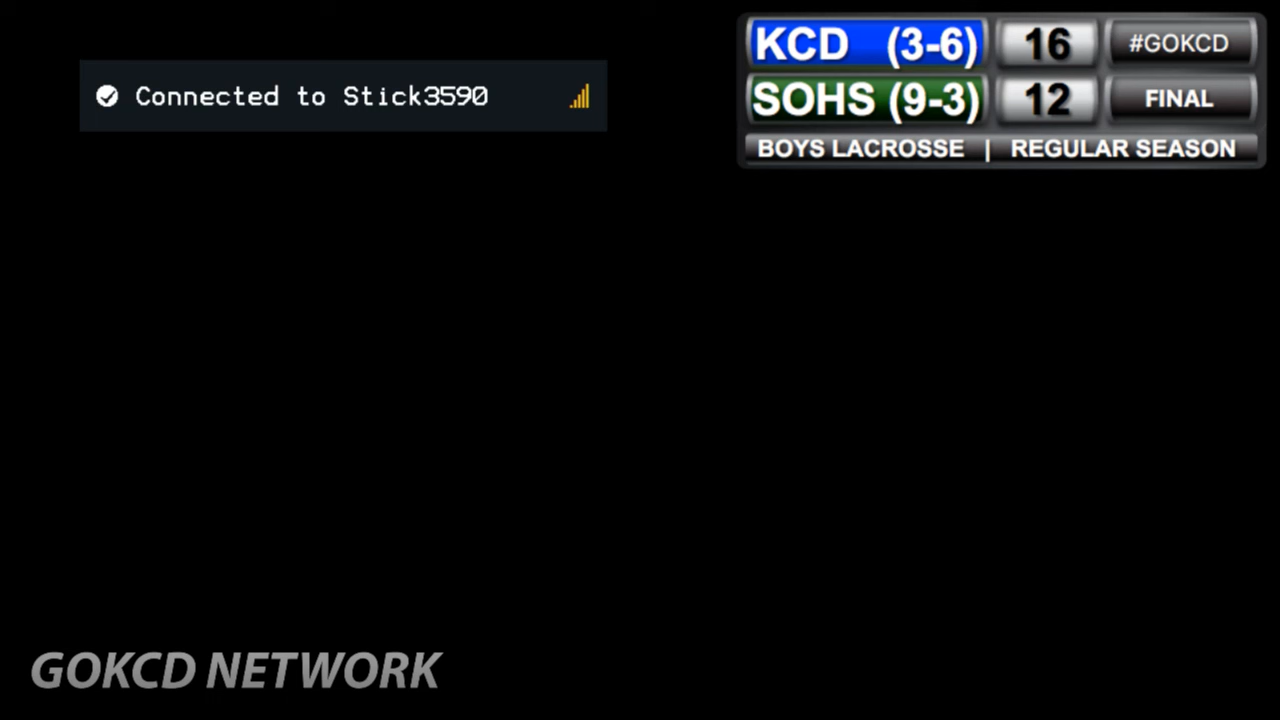 Connected to Stick3590
KCD (3-6) 16 #GOKCD
SOHS (9-3) 12 FINAL
BOYS LACROSSE | REGULAR SEASON
GOKCD NETWORK